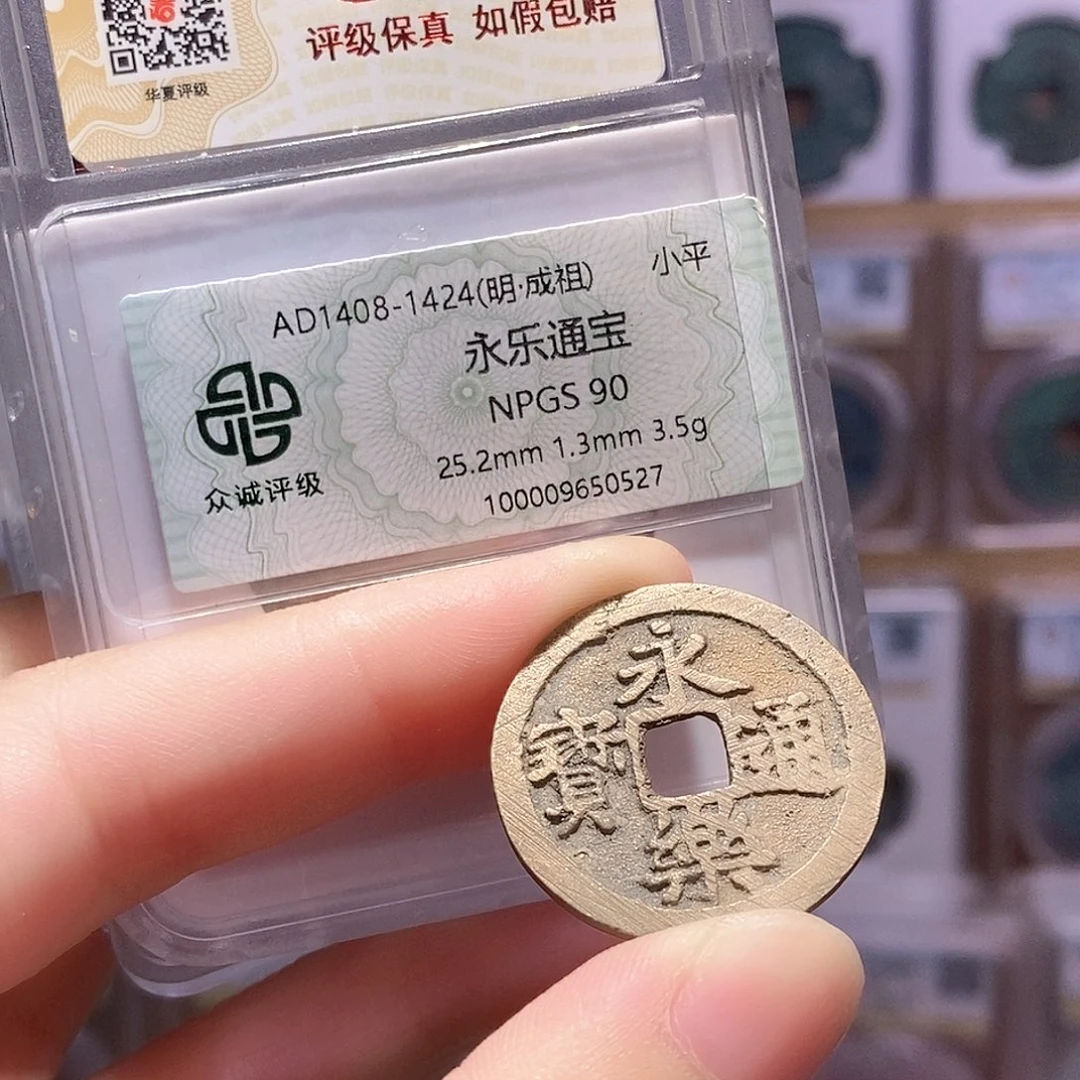 评级保真 如假包赔
华夏评级
AD1408-1424(明·成祖) 小平
永乐通宝
NPGS 90
25.2mm 1.3mm 3.5g
100009650527
众诚评级
永
寶 通
樂